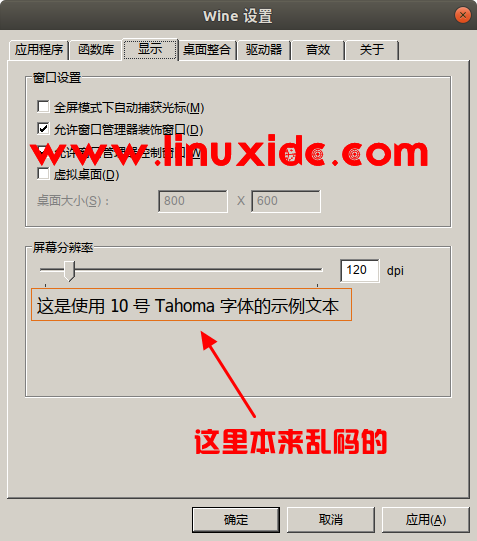 Wine 设置
应用程序 函数库 显示 桌面整合 驱动器 音效 关于
窗口设置
全屏模式下自动捕获光标(M)
允许窗口管理器装饰窗口(D)
允许窗口管理器控制窗口(W)
www.linuxidc.com
虚拟桌面(D)
桌面大小(S)： 800 X 600
屏幕分辨率
120 dpi
这是使用 10 号 Tahoma 字体的示例文本
这里本来乱码的
确定 取消 应用(A)